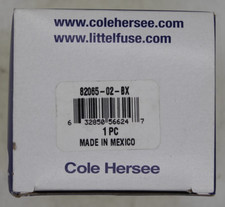 www.colehersee.com
www.littelfuse.com
82065-02-BX
6 32850 56624 7
1 PC
MADE IN MEXICO
Cole Hersee